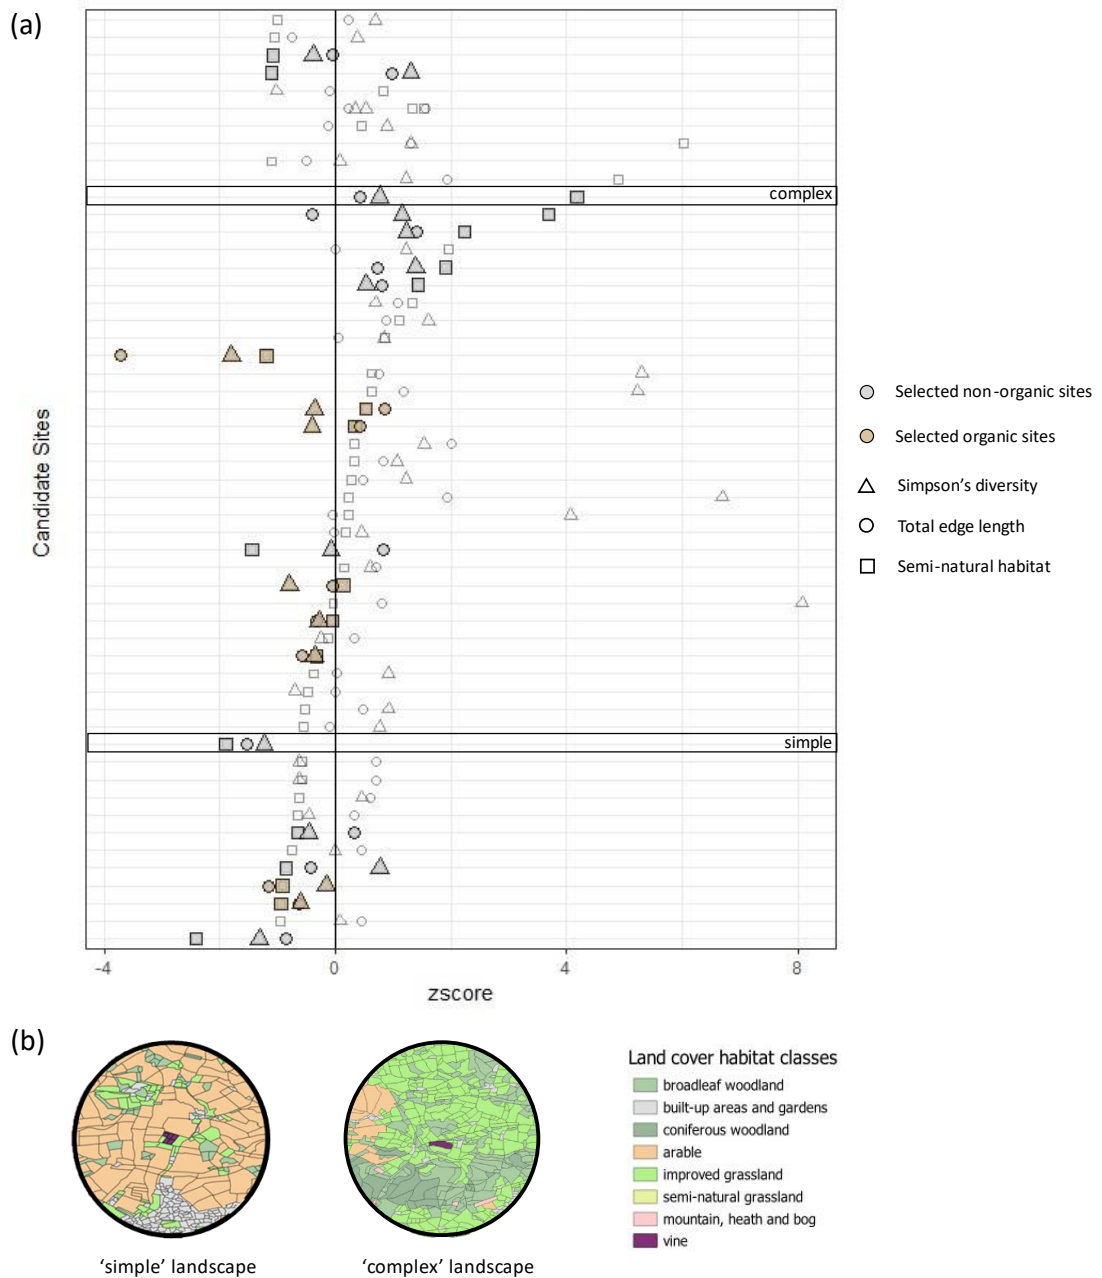 (a)
complex
simple
Candidate Sites
-4 0 4 8
zscore
Selected non-organic sites
Selected organic sites
Simpson's diversity
Total edge length
Semi-natural habitat
(b)
'simple' landscape
'complex' landscape
Land cover habitat classes
broadleaf woodland
built-up areas and gardens
coniferous woodland
arable
improved grassland
semi-natural grassland
mountain, heath and bog
vine